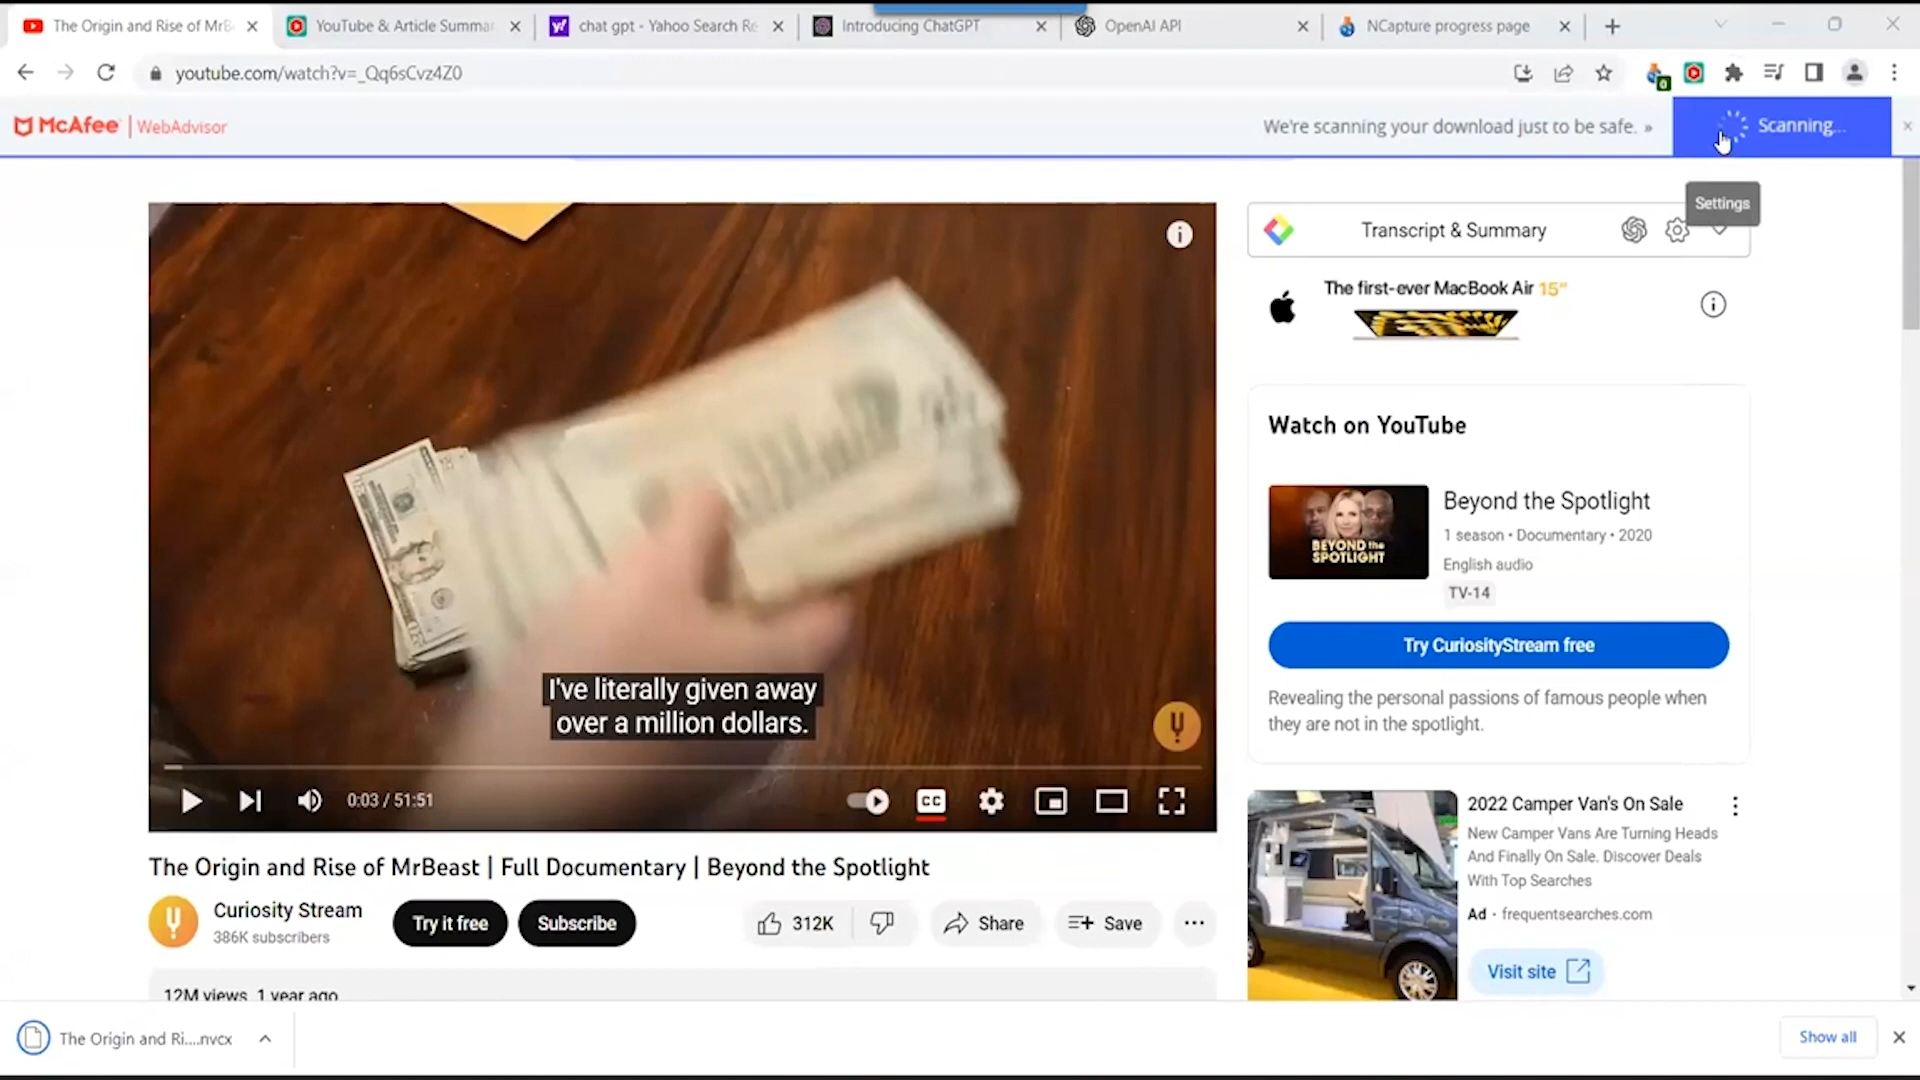 The Origin and Rise of MrB
YouTube & Article Summar
chat gpt - Yahoo Search Re
Introducing ChatGPT
OpenAI API
NCapture progress page
youtube.com/watch?v=_Qq6sCvz4Z0
0
McAfee | WebAdvisor
We're scanning your download just to be safe. »
Scanning...
Settings
Transcript & Summary
The first-ever MacBook Air 15"
Watch on YouTube
BEYOND the
SPOTLIGHT
Beyond the Spotlight
1 season • Documentary • 2020
English audio
TV-14
Try CuriosityStream free
Revealing the personal passions of famous people when
they are not in the spotlight.
I've literally given away
over a million dollars.
0:03 / 51:51
CC
The Origin and Rise of MrBeast | Full Documentary | Beyond the Spotlight
Curiosity Stream
386K subscribers
Try it free
Subscribe
312K
Share
Save
12M views 1 year ago
2022 Camper Van's On Sale
New Camper Vans Are Turning Heads
And Finally On Sale. Discover Deals
With Top Searches
Ad · frequentsearches.com
Visit site
The Origin and Ri....nvcx
Show all